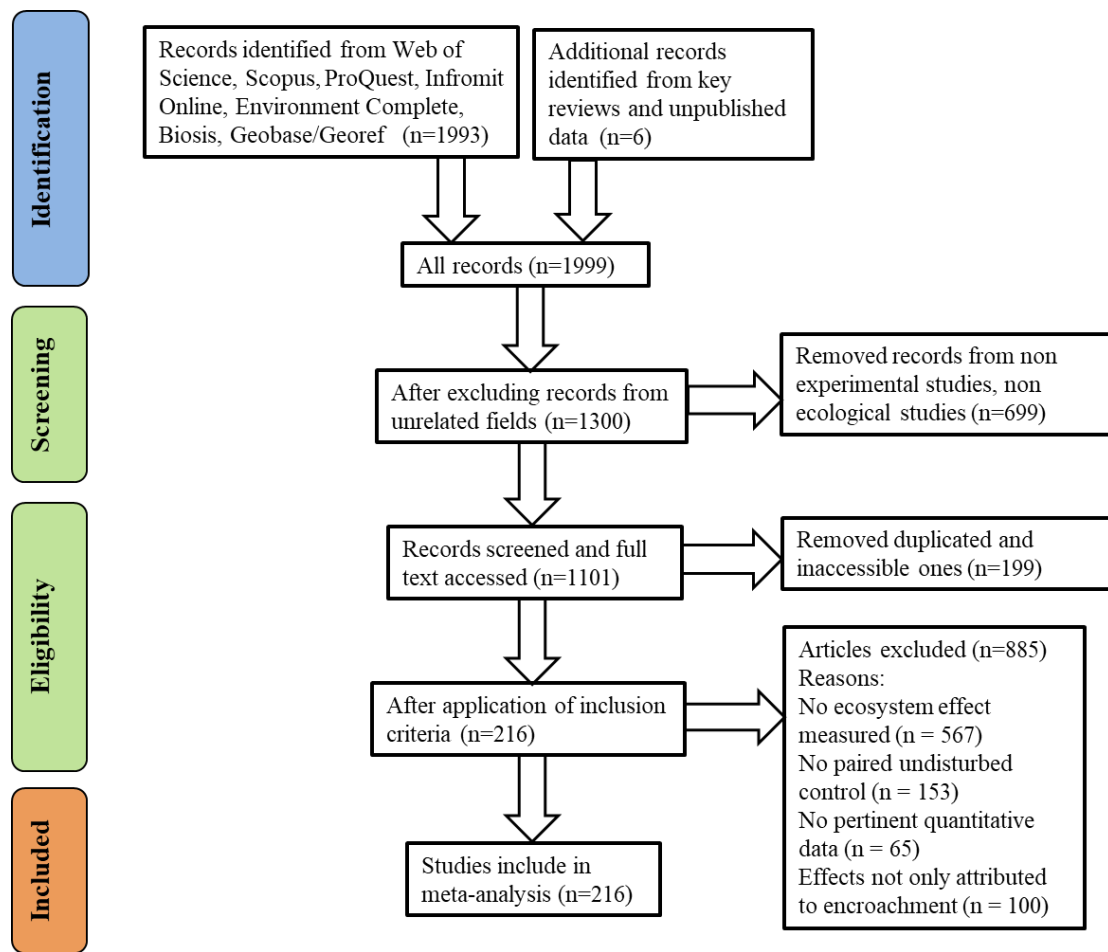 Identification
Records identified from Web of
Science, Scopus, ProQuest, Infromit
Online, Environment Complete,
Biosis, Geobase/Georef (n=1993)
Additional records
identified from key
reviews and unpublished
data (n=6)
All records (n=1999)
Screening
After excluding records from
unrelated fields (n=1300)
Removed records from non
experimental studies, non
ecological studies (n=699)
Eligibility
Records screened and full
text accessed (n=1101)
Removed duplicated and
inaccessible ones (n=199)
After application of inclusion
criteria (n=216)
Articles excluded (n=885)
Reasons:
No ecosystem effect
measured (n = 567)
No paired undisturbed
control (n = 153)
No pertinent quantitative
data (n = 65)
Effects not only attributed
to encroachment (n = 100)
Included
Studies include in
meta-analysis (n=216)